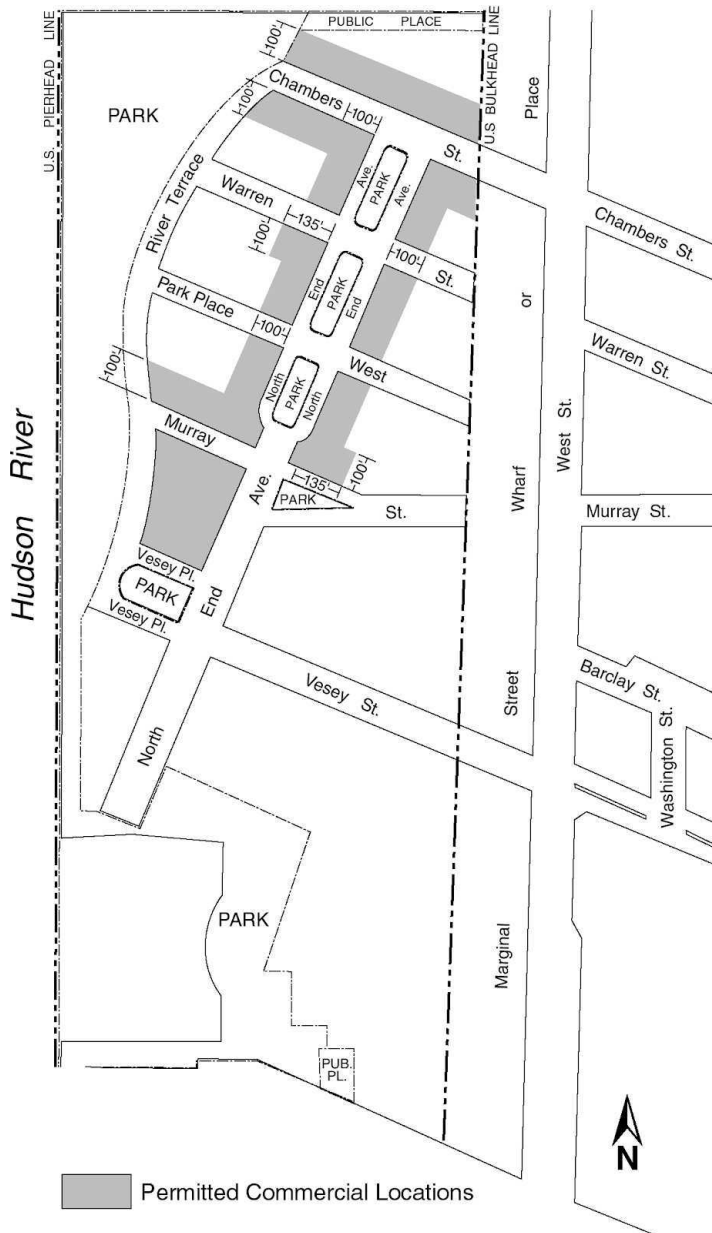 U.S. PIERHEAD LINE
PUBLIC PLACE
U.S BULKHEAD LINE
-100'-
PARK
Chambers
St.
Place
-100'-
-100'-
Ave.
PARK
Ave.
River Terrace
Warren
-135'-
-100'-
-100'-
St.
Chambers St.
End
PARK
End
or
Park Place
-100'-
West
St.
Warren St.
-100'-
North
PARK
North
West St.
Murray
Ave.
-135'-
-100'-
PARK
St.
Wharf
Murray St.
Hudson River
Vesey Pl.
PARK
Vesey Pl.
End
Vesey St.
Street
Barclay St.
Washington St.
North
PARK
Marginal
PUB.
PL.
N
Permitted Commercial Locations